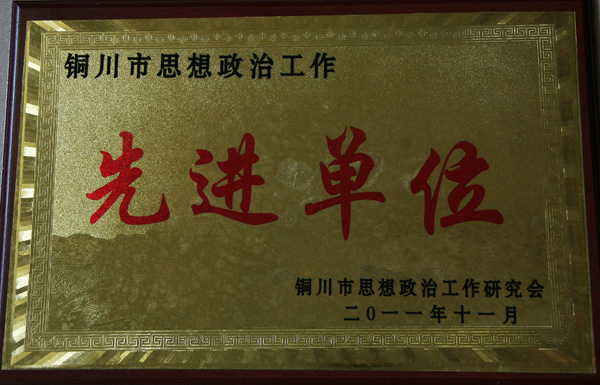 铜川市思想政治工作
先进单位
铜川市思想政治工作研究会
二〇一一年十一月